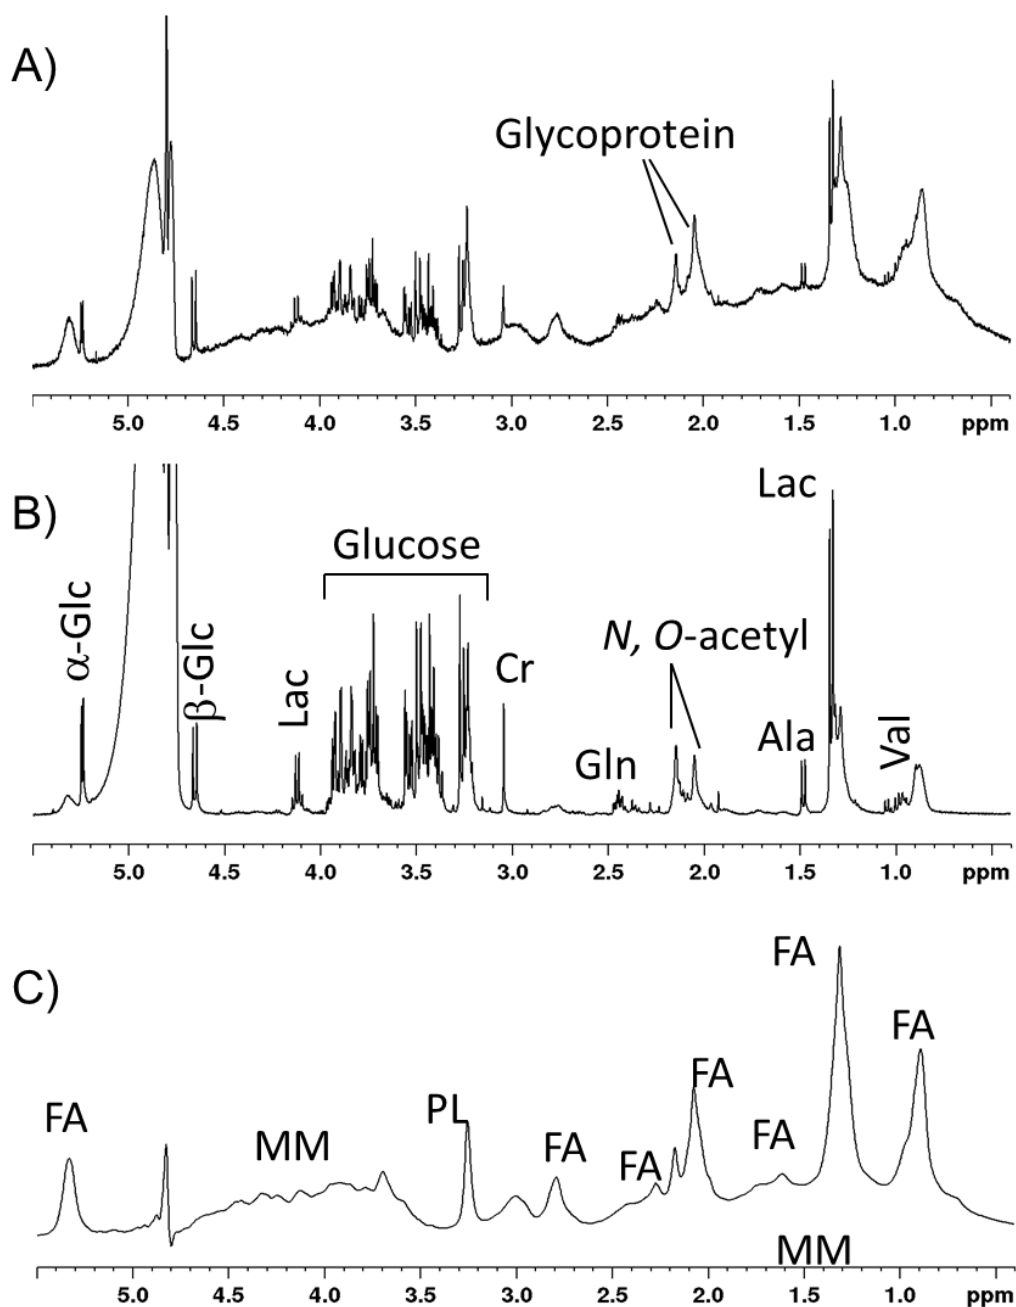 A)
Glycoprotein
5.0 4.5 4.0 3.5 3.0 2.5 2.0 1.5 1.0 ppm
B)
Lac
Glucose
α-Glc
β-Glc
Lac
Cr
N, O-acetyl
Gln
Ala
Val
5.0 4.5 4.0 3.5 3.0 2.5 2.0 1.5 1.0 ppm
C)
FA
FA
FA
FA
PL
MM
FA
FA
FA
MM
5.0 4.5 4.0 3.5 3.0 2.5 2.0 1.5 1.0 ppm